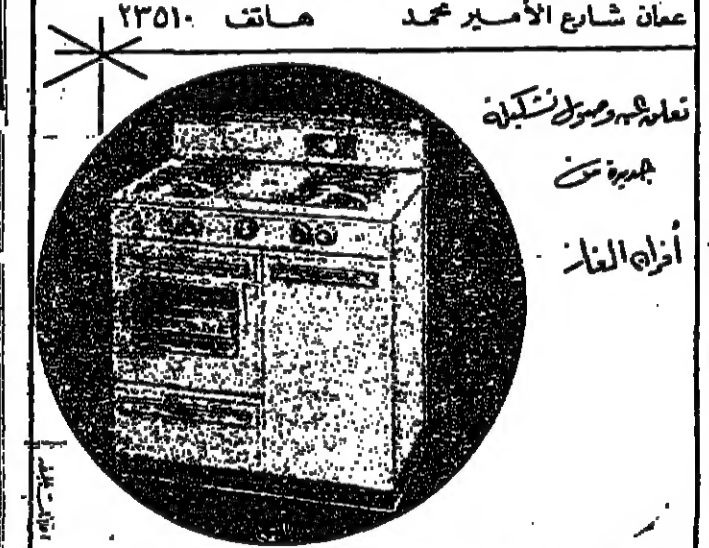 عمان شارع الأمير محمد هاتف ٢٣٥١٠
تعلن عن وصول تشكيلة
جديدة من
أفران الغاز